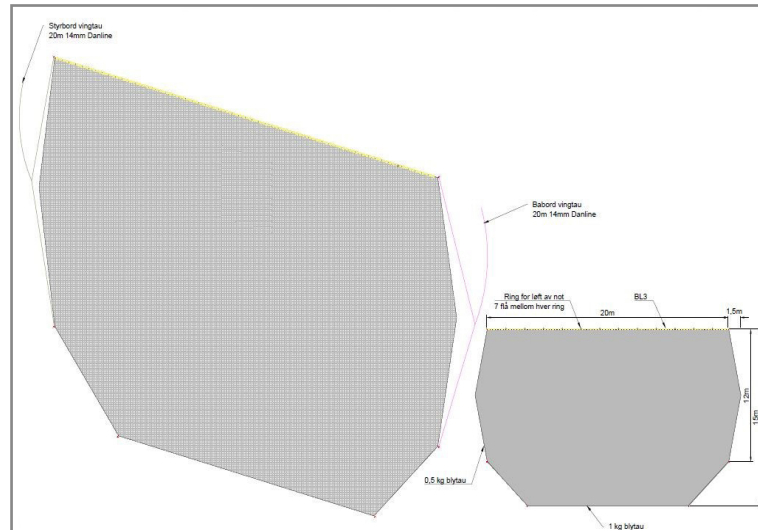 Styrbord vingtau
20m 14mm Danline
Babord vingtau
20m 14mm Danline
Ring for løft av not
7 flå mellom hver ring
BL3
20m
1,5m
12m
15m
0,5 kg blytau
1 kg blytau